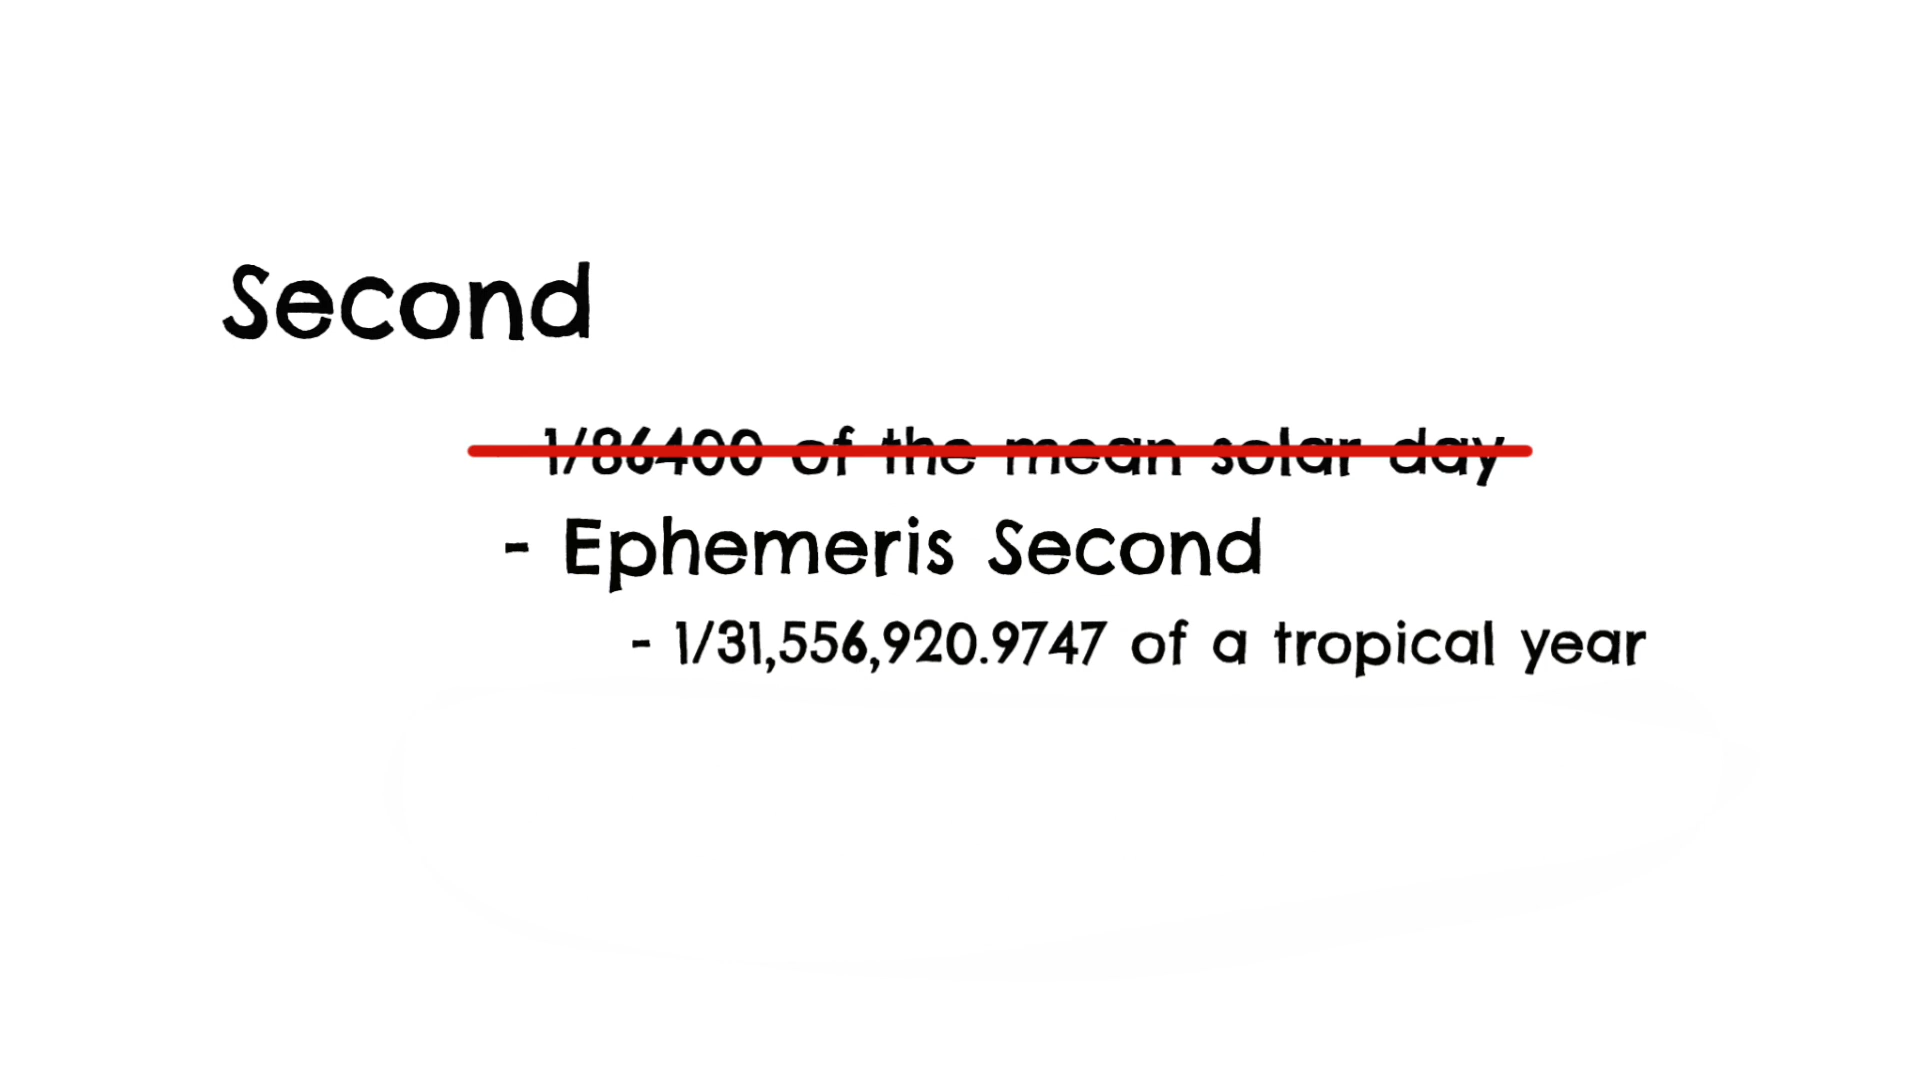 Second
1/86400 of the mean solar day
- Ephemeris Second
- 1/31,556,920.9747 of a tropical year